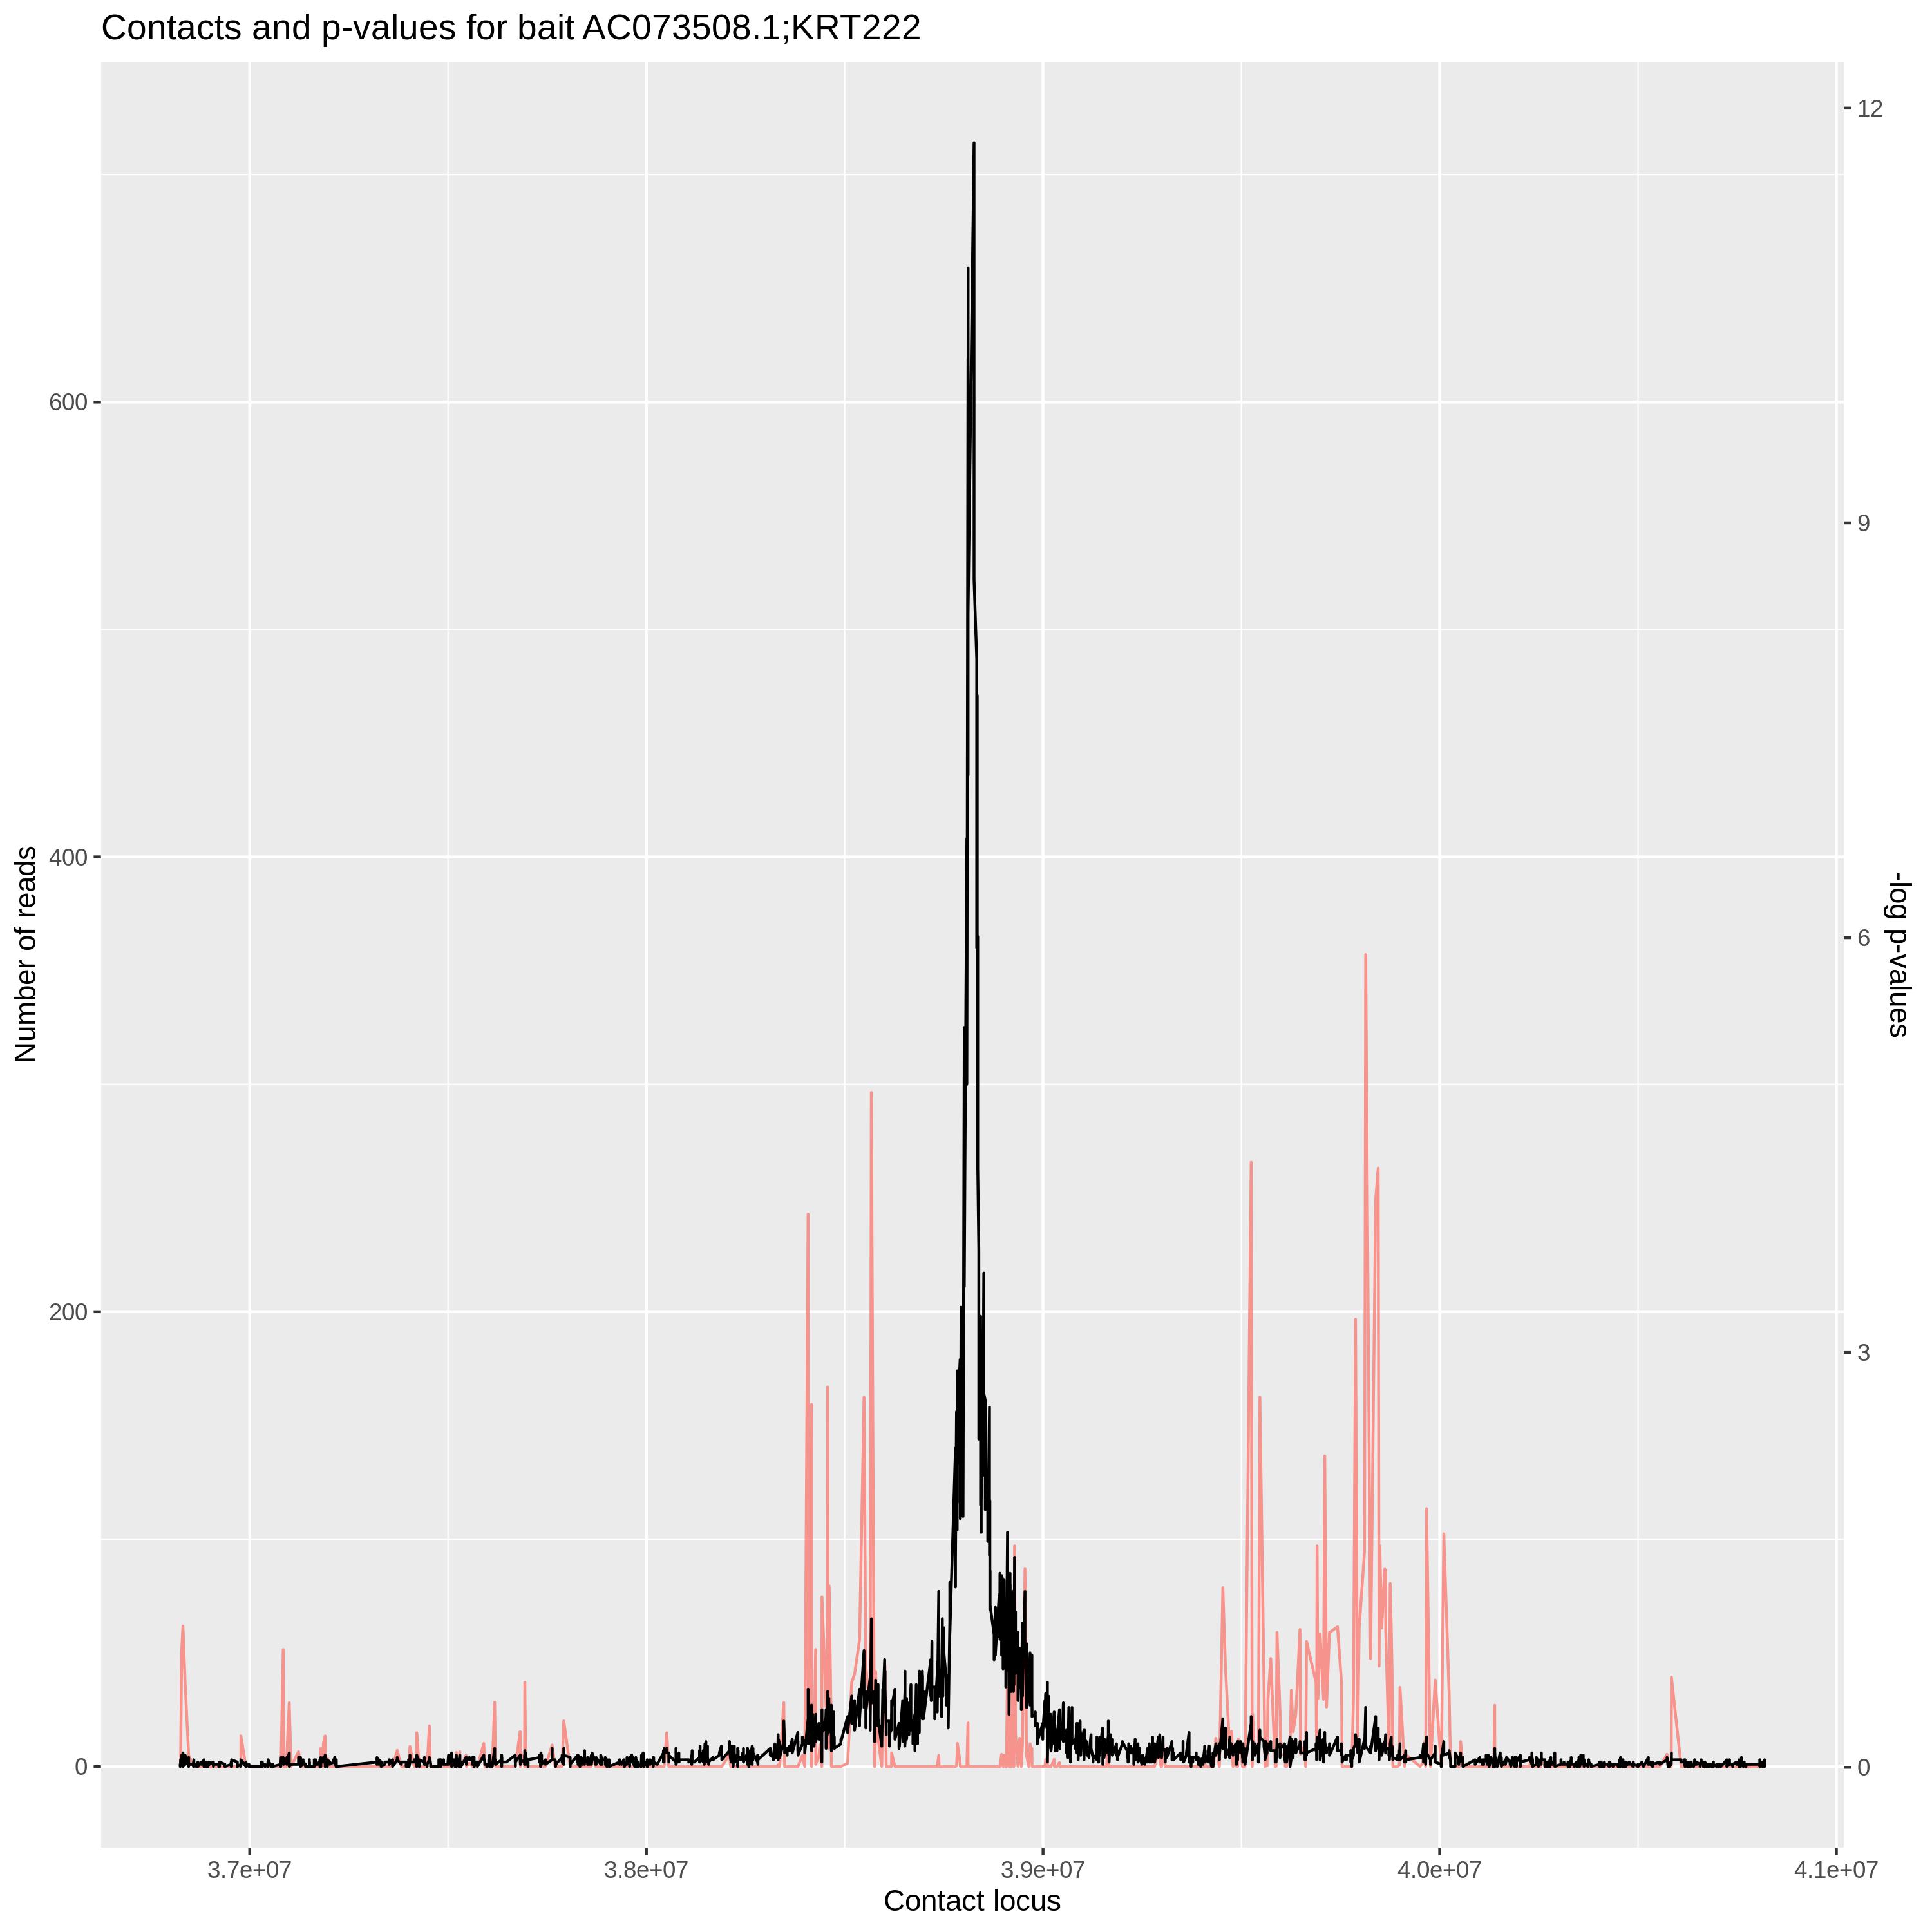 Contacts and p-values for bait AC073508.1;KRT222
12
9
6
3
0
600
400
200
0
Number of reads
-log p-values
3.7e+07 3.8e+07 3.9e+07 4.0e+07 4.1e+07
Contact locus